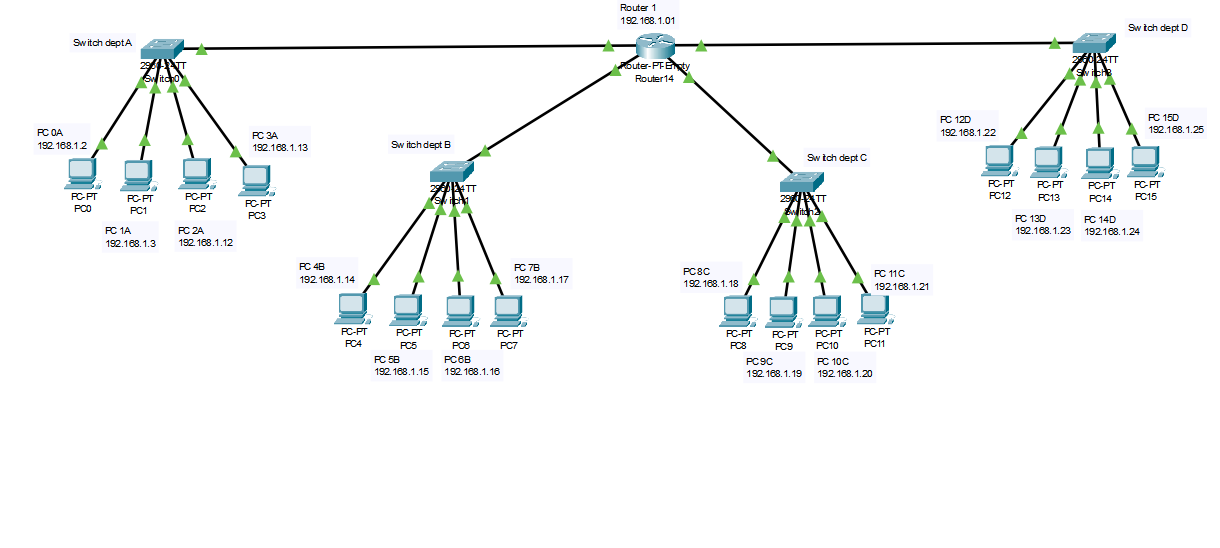 Router 1
192.168.1.01
Router-PT-Empty
Router14
Switch dept A
2960-24TT
Switch0
PC 0A
192.168.1.2
PC 3A
192.168.1.13
PC-PT
PC0
PC-PT
PC1
PC-PT
PC2
PC-PT
PC3
PC 1A
192.168.1.3
PC 2A
192.168.1.12
Switch dept B
2960-24TT
Switch1
PC 4B
192.168.1.14
PC 7B
192.168.1.17
PC-PT
PC4
PC-PT
PC5
PC-PT
PC6
PC-PT
PC7
PC 5B
192.168.1.15
PC 6B
192.168.1.16
Switch dept C
2960-24TT
Switch2
PC 8C
192.168.1.18
PC 11C
192.168.1.21
PC-PT
PC8
PC-PT
PC9
PC-PT
PC10
PC-PT
PC11
PC 9C
192.168.1.19
PC 10C
192.168.1.20
Switch dept D
2960-24TT
Switch3
PC 12D
192.168.1.22
PC 15D
192.168.1.25
PC-PT
PC12
PC-PT
PC13
PC-PT
PC14
PC-PT
PC15
PC 13D
192.168.1.23
PC 14D
192.168.1.24